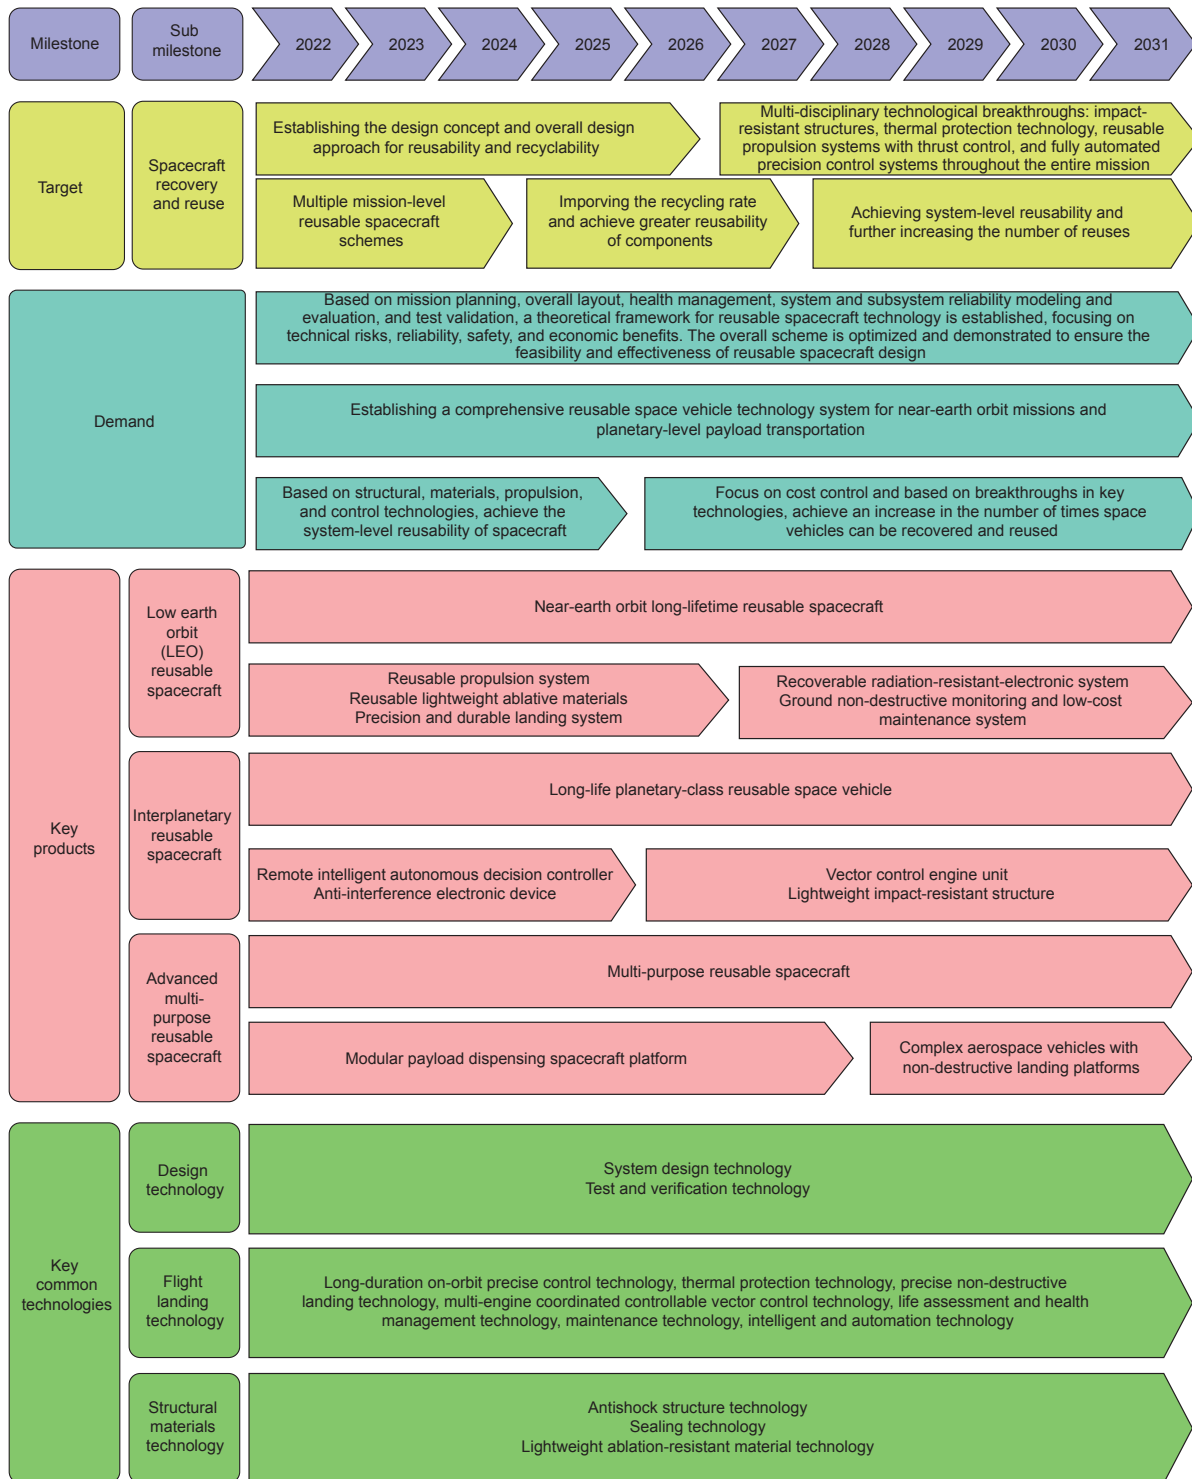 Milestone
Sub
milestone
2022
2023
2024
2025
2026
2027
2028
2029
2030
2031
Target
Spacecraft
recovery
and reuse
Establishing the design concept and overall design
approach for reusability and recyclability
Multi-disciplinary technological breakthroughs: impact-
resistant structures, thermal protection technology, reusable
propulsion systems with thrust control, and fully automated
precision control systems throughout the entire mission
Multiple mission-level
reusable spacecraft
schemes
Imporving the recycling rate
and achieve greater reusability
of components
Achieving system-level reusability and
further increasing the number of reuses
Demand
Based on mission planning, overall layout, health management, system and subsystem reliability modeling and
evaluation, and test validation, a theoretical framework for reusable spacecraft technology is established, focusing on
technical risks, reliability, safety, and economic benefits. The overall scheme is optimized and demonstrated to ensure the
feasibility and effectiveness of reusable spacecraft design
Establishing a comprehensive reusable space vehicle technology system for near-earth orbit missions and
planetary-level payload transportation
Based on structural, materials, propulsion,
and control technologies, achieve the
system-level reusability of spacecraft
Focus on cost control and based on breakthroughs in key
technologies, achieve an increase in the number of times space
vehicles can be recovered and reused
Key
products
Low earth
orbit
(LEO)
reusable
spacecraft
Near-earth orbit long-lifetime reusable spacecraft
Reusable propulsion system
Reusable lightweight ablative materials
Precision and durable landing system
Recoverable radiation-resistant-electronic system
Ground non-destructive monitoring and low-cost
maintenance system
Interplanetary
reusable
spacecraft
Long-life planetary-class reusable space vehicle
Remote intelligent autonomous decision controller
Anti-interference electronic device
Vector control engine unit
Lightweight impact-resistant structure
Advanced
multi-
purpose
reusable
spacecraft
Multi-purpose reusable spacecraft
Modular payload dispensing spacecraft platform
Complex aerospace vehicles with
non-destructive landing platforms
Key
common
technologies
Design
technology
System design technology
Test and verification technology
Flight
landing
technology
Long-duration on-orbit precise control technology, thermal protection technology, precise non-destructive
landing technology, multi-engine coordinated controllable vector control technology, life assessment and health
management technology, maintenance technology, intelligent and automation technology
Structural
materials
technology
Antishock structure technology
Sealing technology
Lightweight ablation-resistant material technology